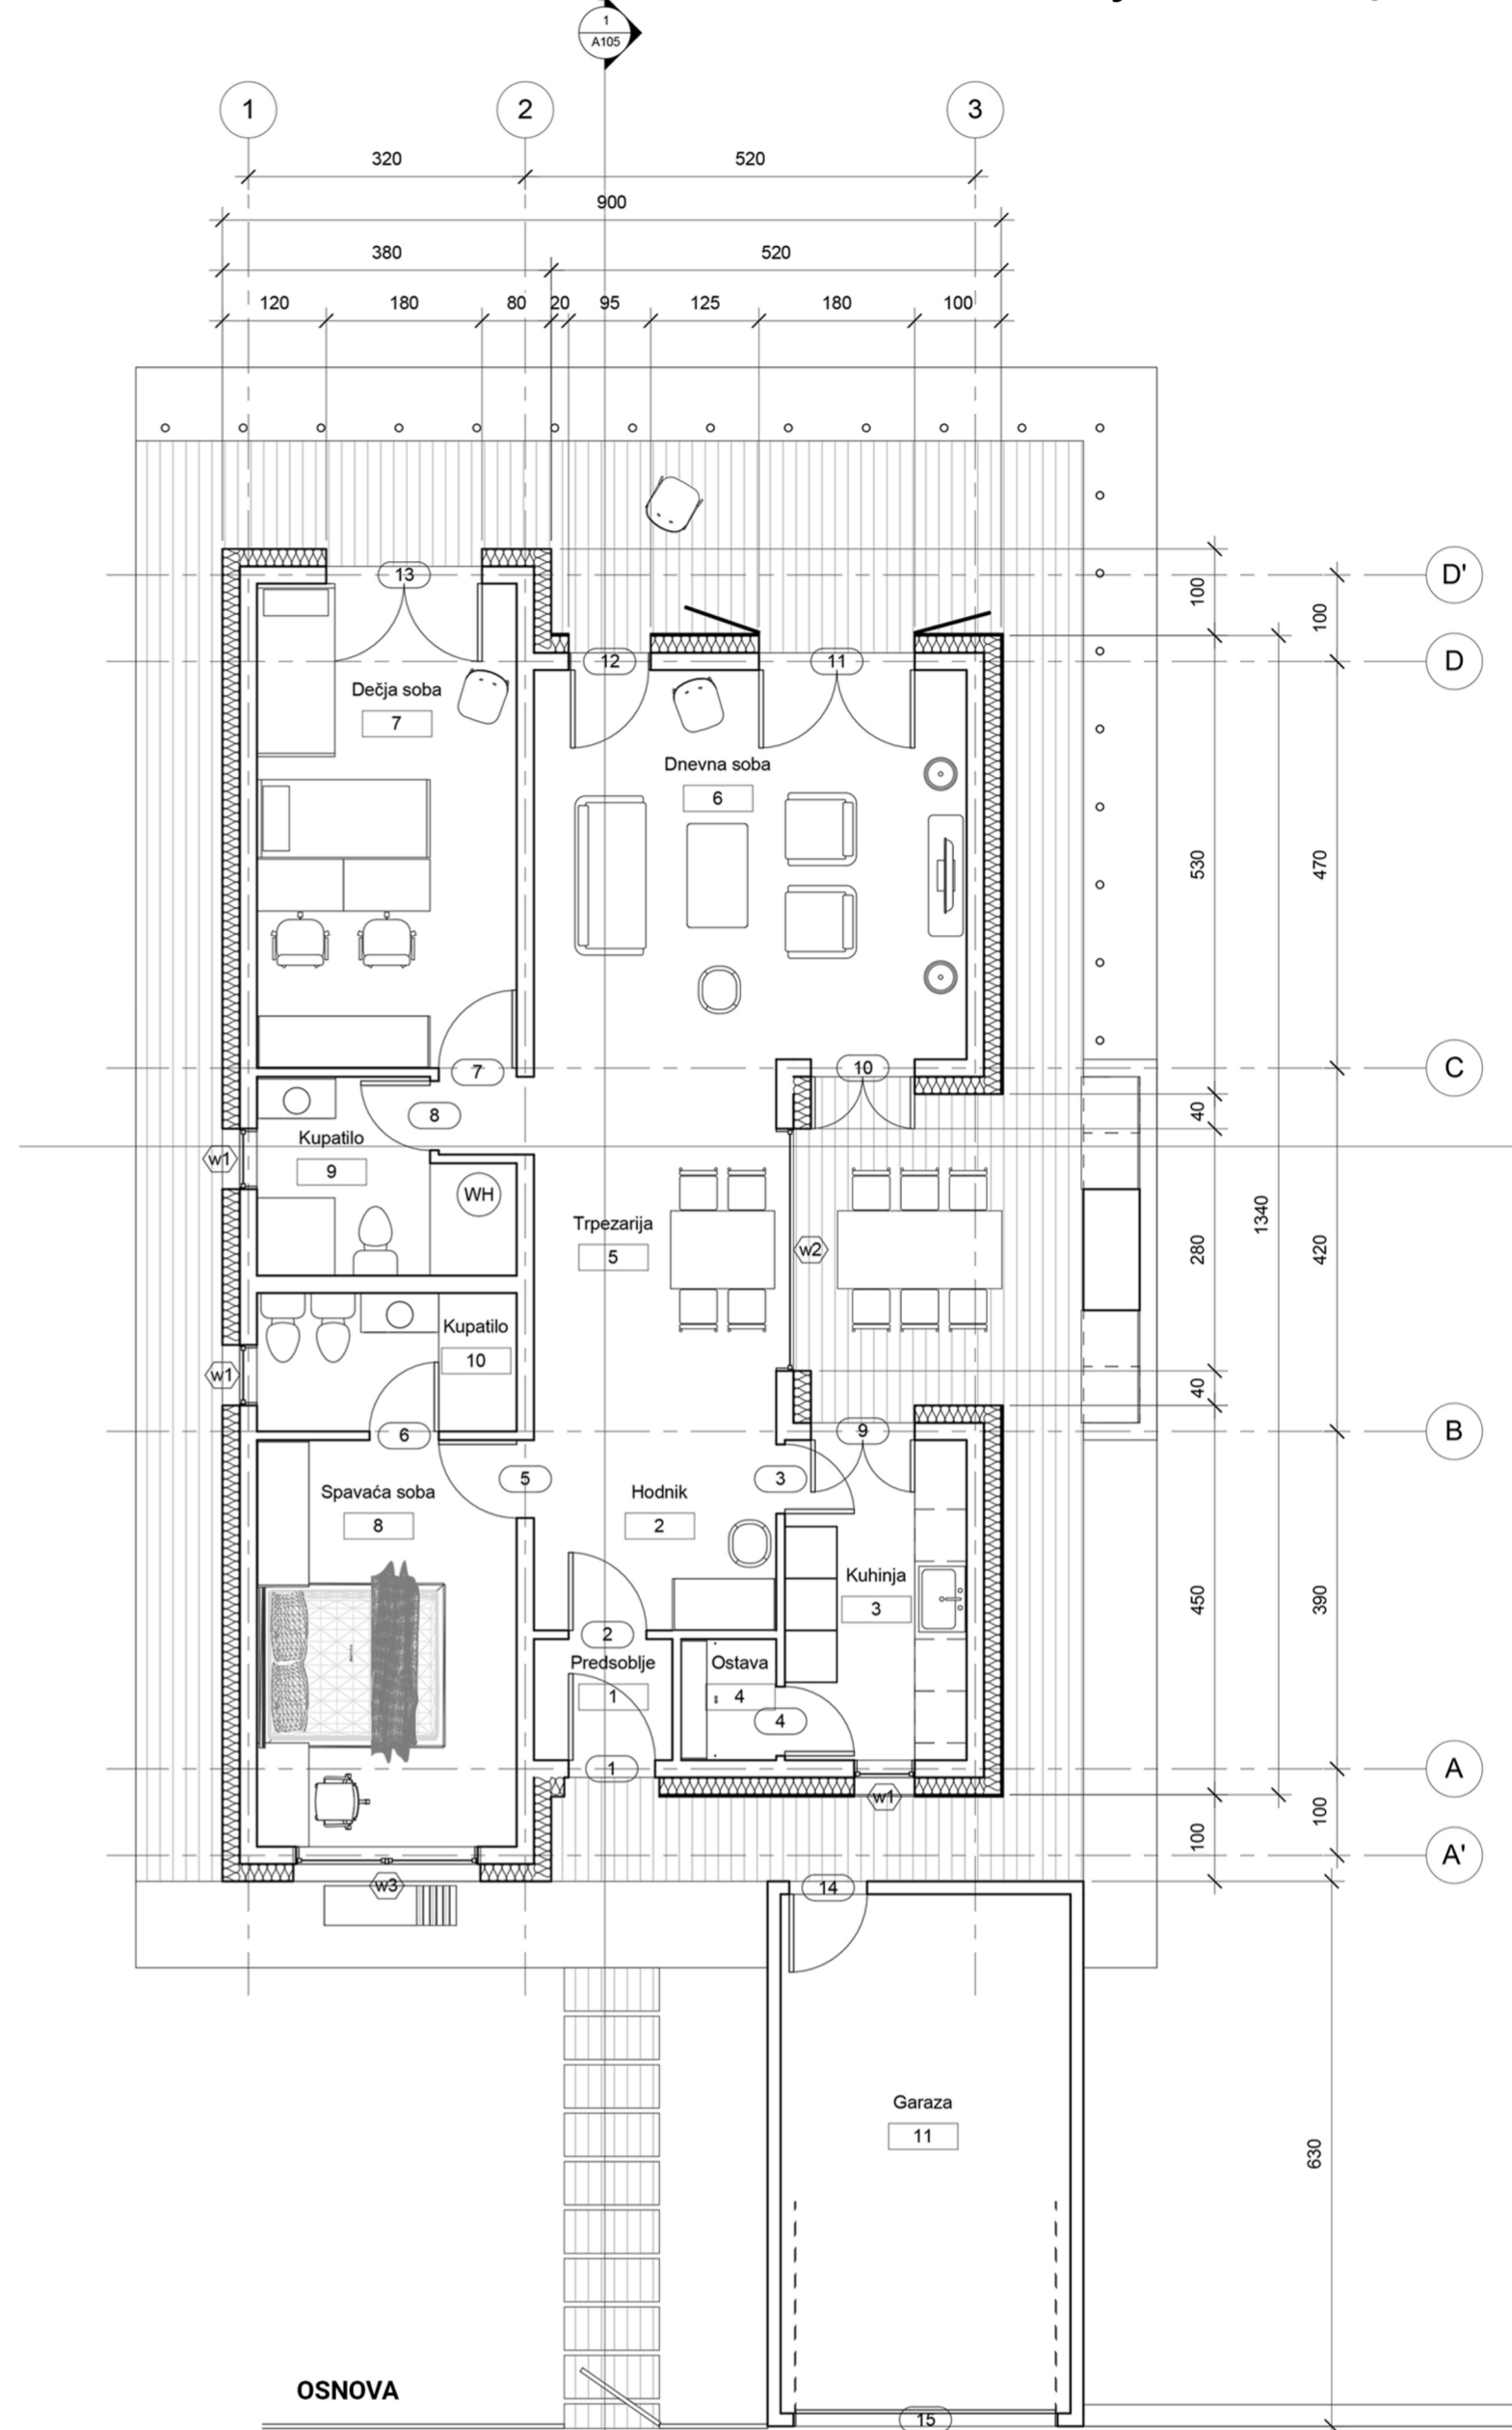 1
A105
1 2 3
320 520
900
380 520
120 180 80 20 95 125 180 100
13
D'
100
100
12 11
D
Dečja soba
7
Dnevna soba
6
530
470
7
10
C
8
40
Kupatilo
9
w1
WH
Trpezarija
5
w2
1340
280
420
Kupatilo
10
w1
40
6
9
B
5
3
Spavaća soba
8
Hodnik
2
Kuhinja
3
450
390
2
Predsoblje
1
Ostava
4
4
1
A
w1
100
100
A'
w3
14
Garaza
11
630
OSNOVA
15